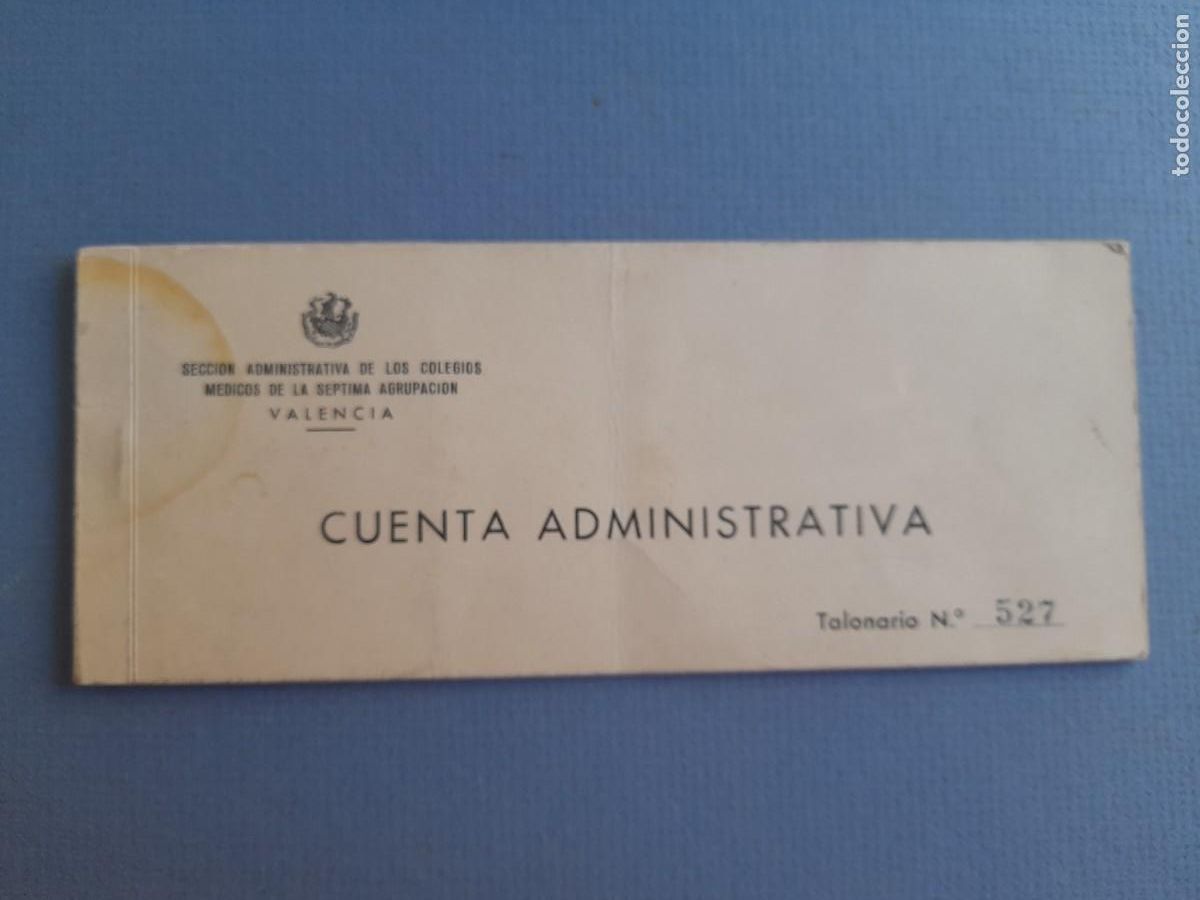 SECCION ADMINISTRATIVA DE LOS COLEGIOS
MEDICOS DE LA SEPTIMA AGRUPACION
VALENCIA
CUENTA ADMINISTRATIVA
Talonario N.º 527
todocoleccion